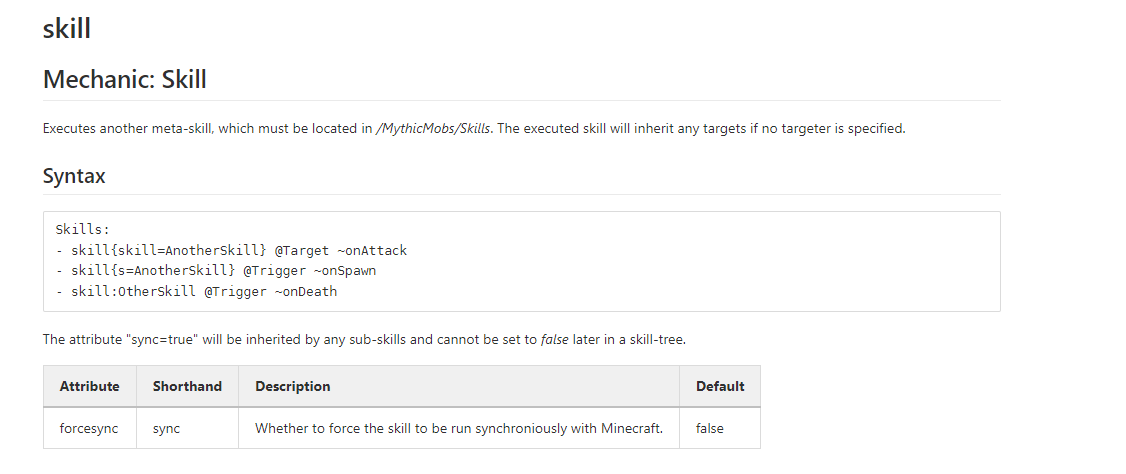 skill
Mechanic: Skill
Executes another meta-skill, which must be located in /MythicMobs/Skills. The executed skill will inherit any targets if no targeter is specified.
Syntax
Skills:
- skill{skill=AnotherSkill} @Target ~onAttack
- skill{s=AnotherSkill} @Trigger ~onSpawn
- skill:OtherSkill @Trigger ~onDeath
The attribute "sync=true" will be inherited by any sub-skills and cannot be set to false later in a skill-tree.
Attribute Shorthand Description Default
forcesync sync Whether to force the skill to be run synchroniously with Minecraft. false